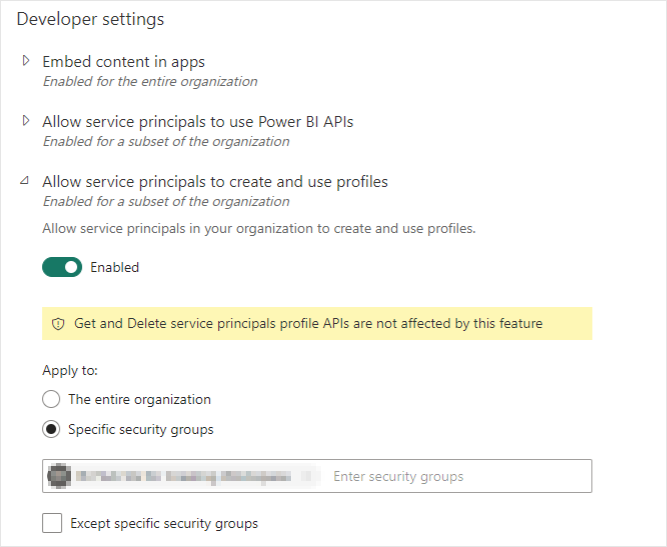 Developer settings
Embed content in apps
Enabled for the entire organization
Allow service principals to use Power BI APIs
Enabled for a subset of the organization
Allow service principals to create and use profiles
Enabled for a subset of the organization
Allow service principals in your organization to create and use profiles.
Enabled
Get and Delete service principals profile APIs are not affected by this feature
Apply to:
The entire organization
Specific security groups
Enter security groups
Except specific security groups